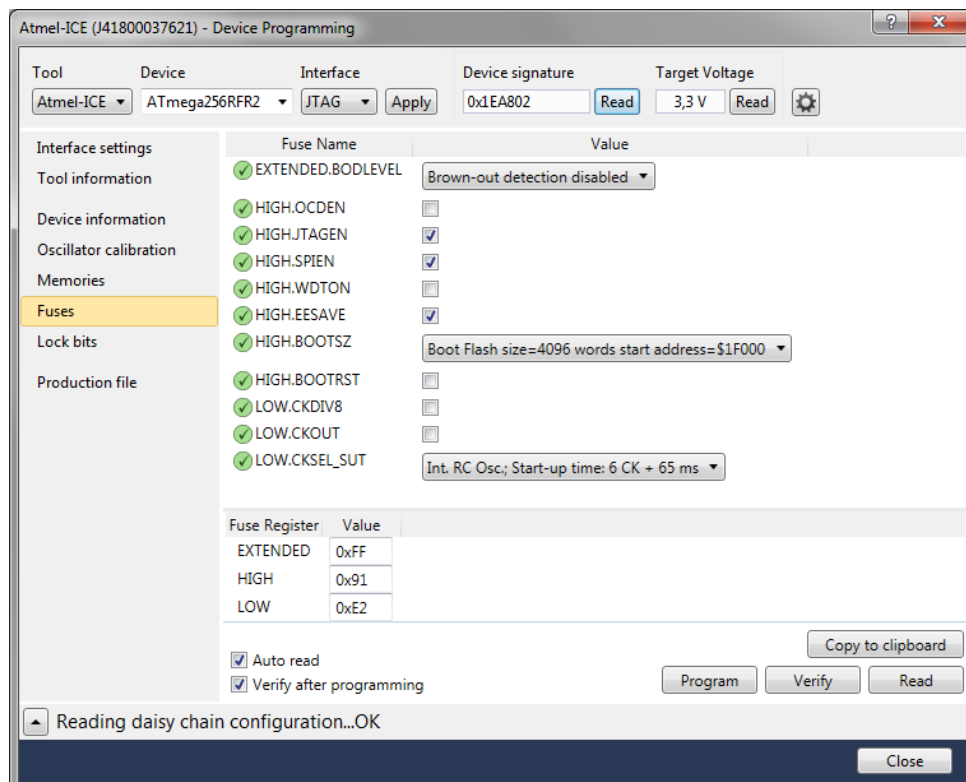 Atmel-ICE (J41800037621) - Device Programming
Tool Device Interface Device signature Target Voltage
Atmel-ICE ATmega256RFR2 JTAG Apply 0x1EA802 Read 3,3 V Read
Interface settings
Tool information
Device information
Oscillator calibration
Memories
Fuses
Lock bits
Production file
Fuse Name Value
EXTENDED.BODLEVEL Brown-out detection disabled
HIGH.OCDEN
HIGH.JTAGEN
HIGH.SPIEN
HIGH.WDTON
HIGH.EESAVE
HIGH.BOOTSZ Boot Flash size=4096 words start address=$1F000
HIGH.BOOTRST
LOW.CKDIV8
LOW.CKOUT
LOW.CKSEL_SUT Int. RC Osc.; Start-up time: 6 CK + 65 ms
Fuse Register Value
EXTENDED 0xFF
HIGH 0x91
LOW 0xE2
Copy to clipboard
Auto read
Verify after programming
Program Verify Read
Reading daisy chain configuration...OK
Close